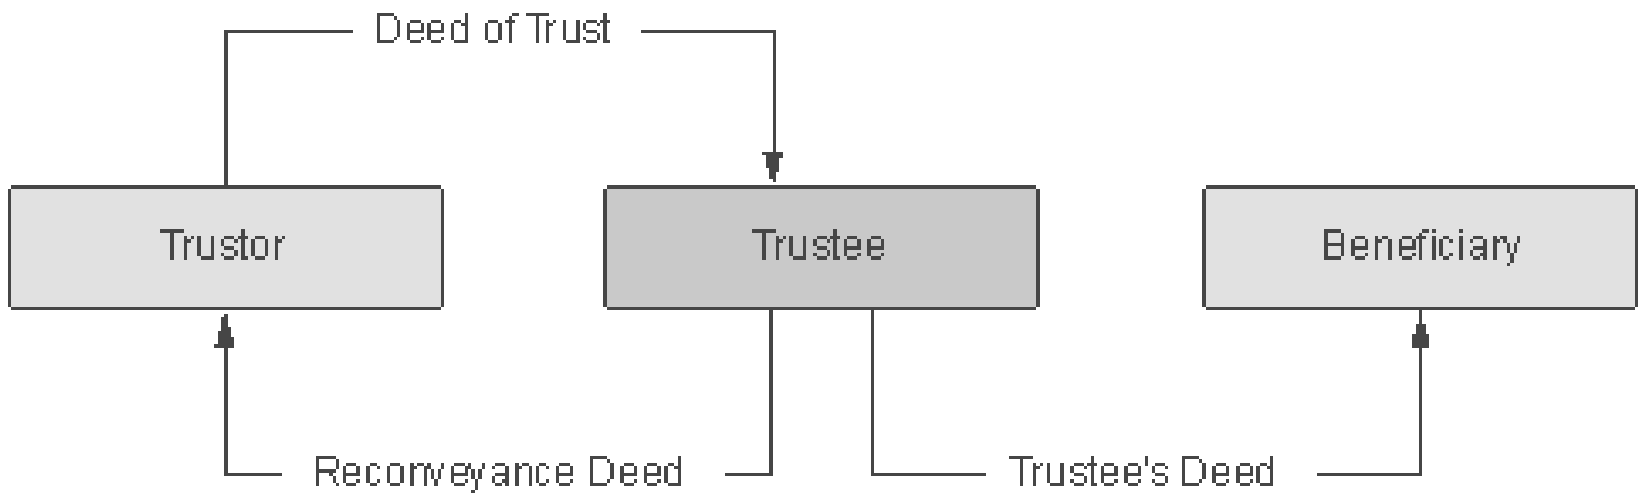 Deed of Trust
Trustor
Trustee
Beneficiary
Reconveyance Deed
Trustee's Deed